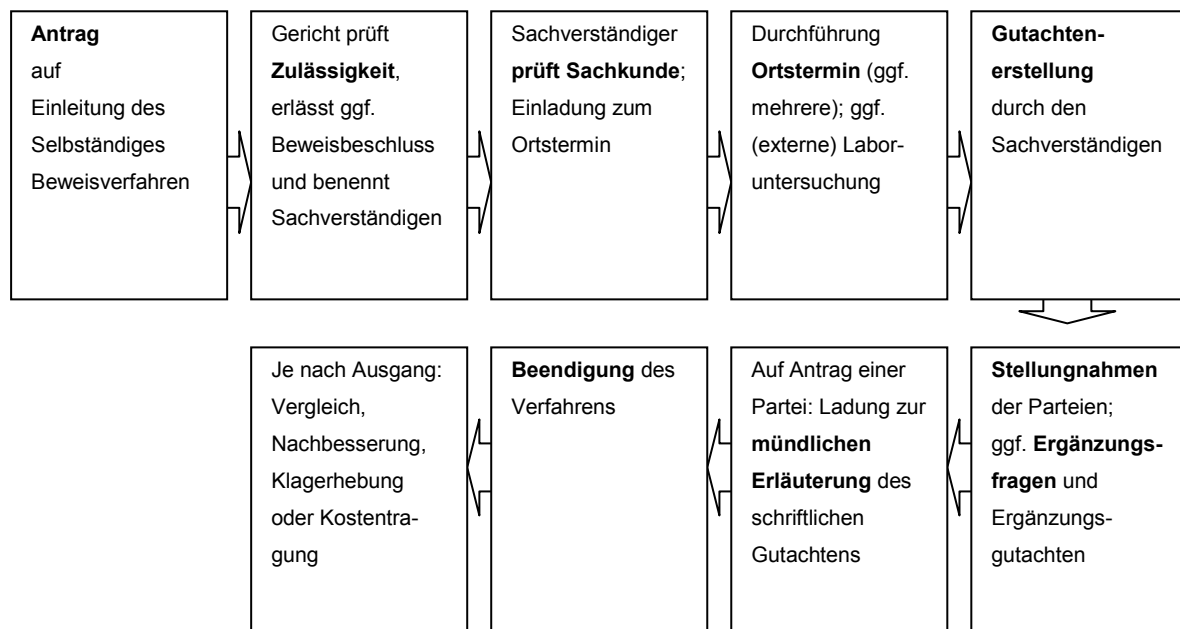 Antrag
auf
Einleitung des
Selbständiges
Beweisverfahren
Gericht prüft
Zulässigkeit,
erlässt ggf.
Beweisbeschluss
und benennt
Sachverständigen
Sachverständiger
prüft Sachkunde;
Einladung zum
Ortstermin
Durchführung
Ortstermin (ggf.
mehrere); ggf.
(externe) Labor-
untersuchung
Gutachten-
erstellung
durch den
Sachverständigen
Stellungnahmen
der Parteien;
ggf. Ergänzungs-
fragen und
Ergänzungs-
gutachten
Auf Antrag einer
Partei: Ladung zur
mündlichen
Erläuterung des
schriftlichen
Gutachtens
Beendigung des
Verfahrens
Je nach Ausgang:
Vergleich,
Nachbesserung,
Klagerhebung
oder Kostentra-
gung